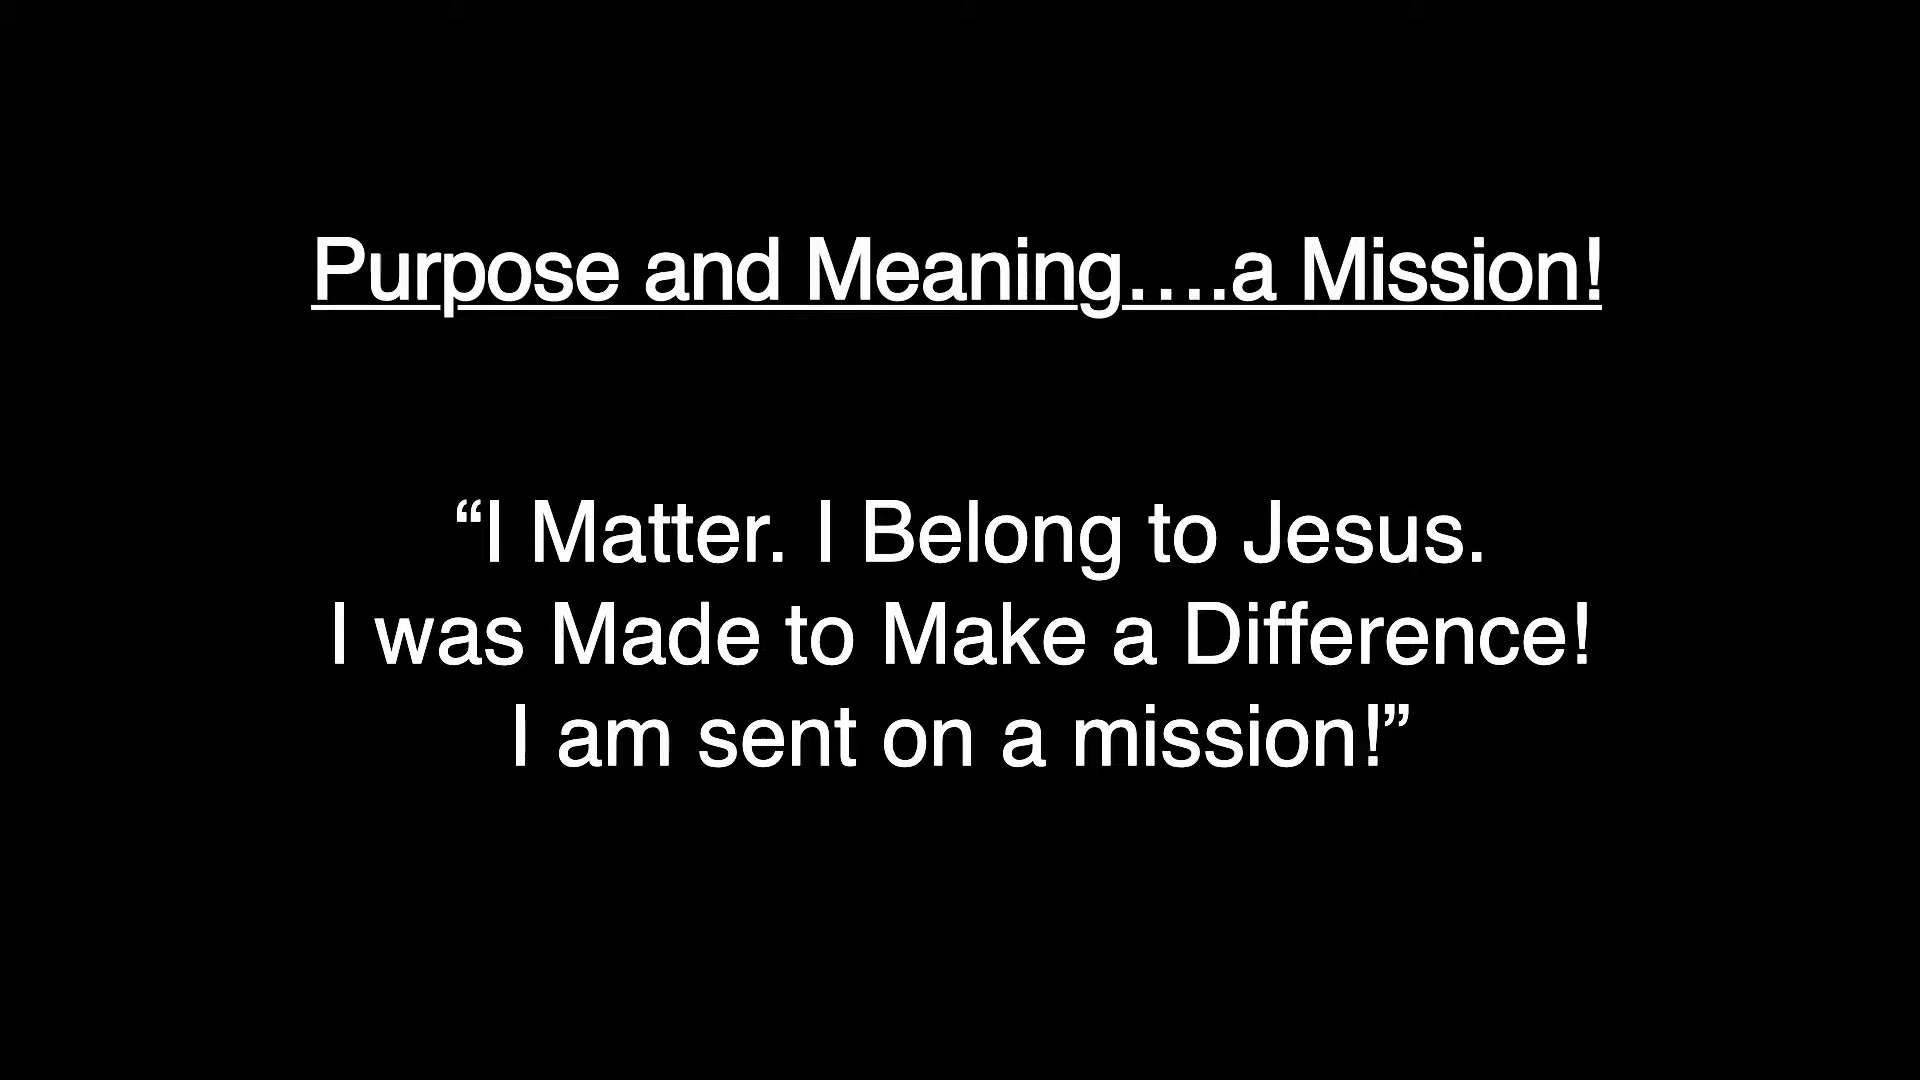 Purpose and Meaning....a Mission!
“I Matter. I Belong to Jesus.
I was Made to Make a Difference!
I am sent on a mission!”